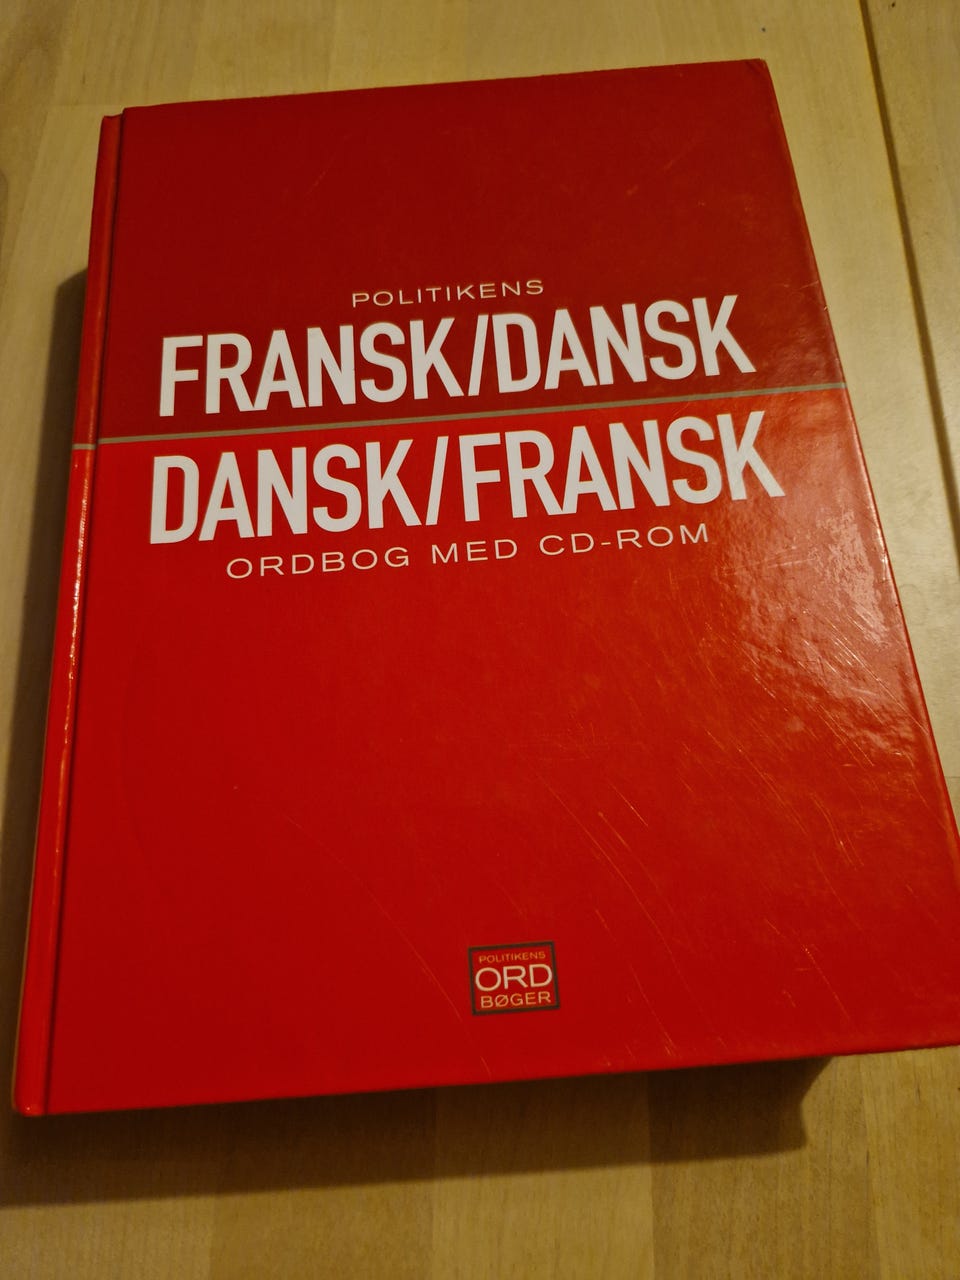 POLITIKENS
FRANSK/DANSK
DANSK/FRANSK
ORDBOG MED CD-ROM
POLITIKENS
ORD
BØGER